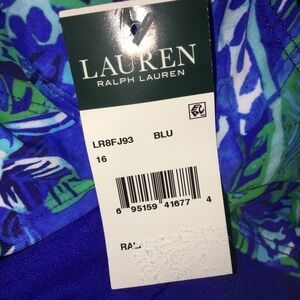 LAUREN
RALPH LAUREN
LR8FJ93 BLU
16
6 95159 41677 4